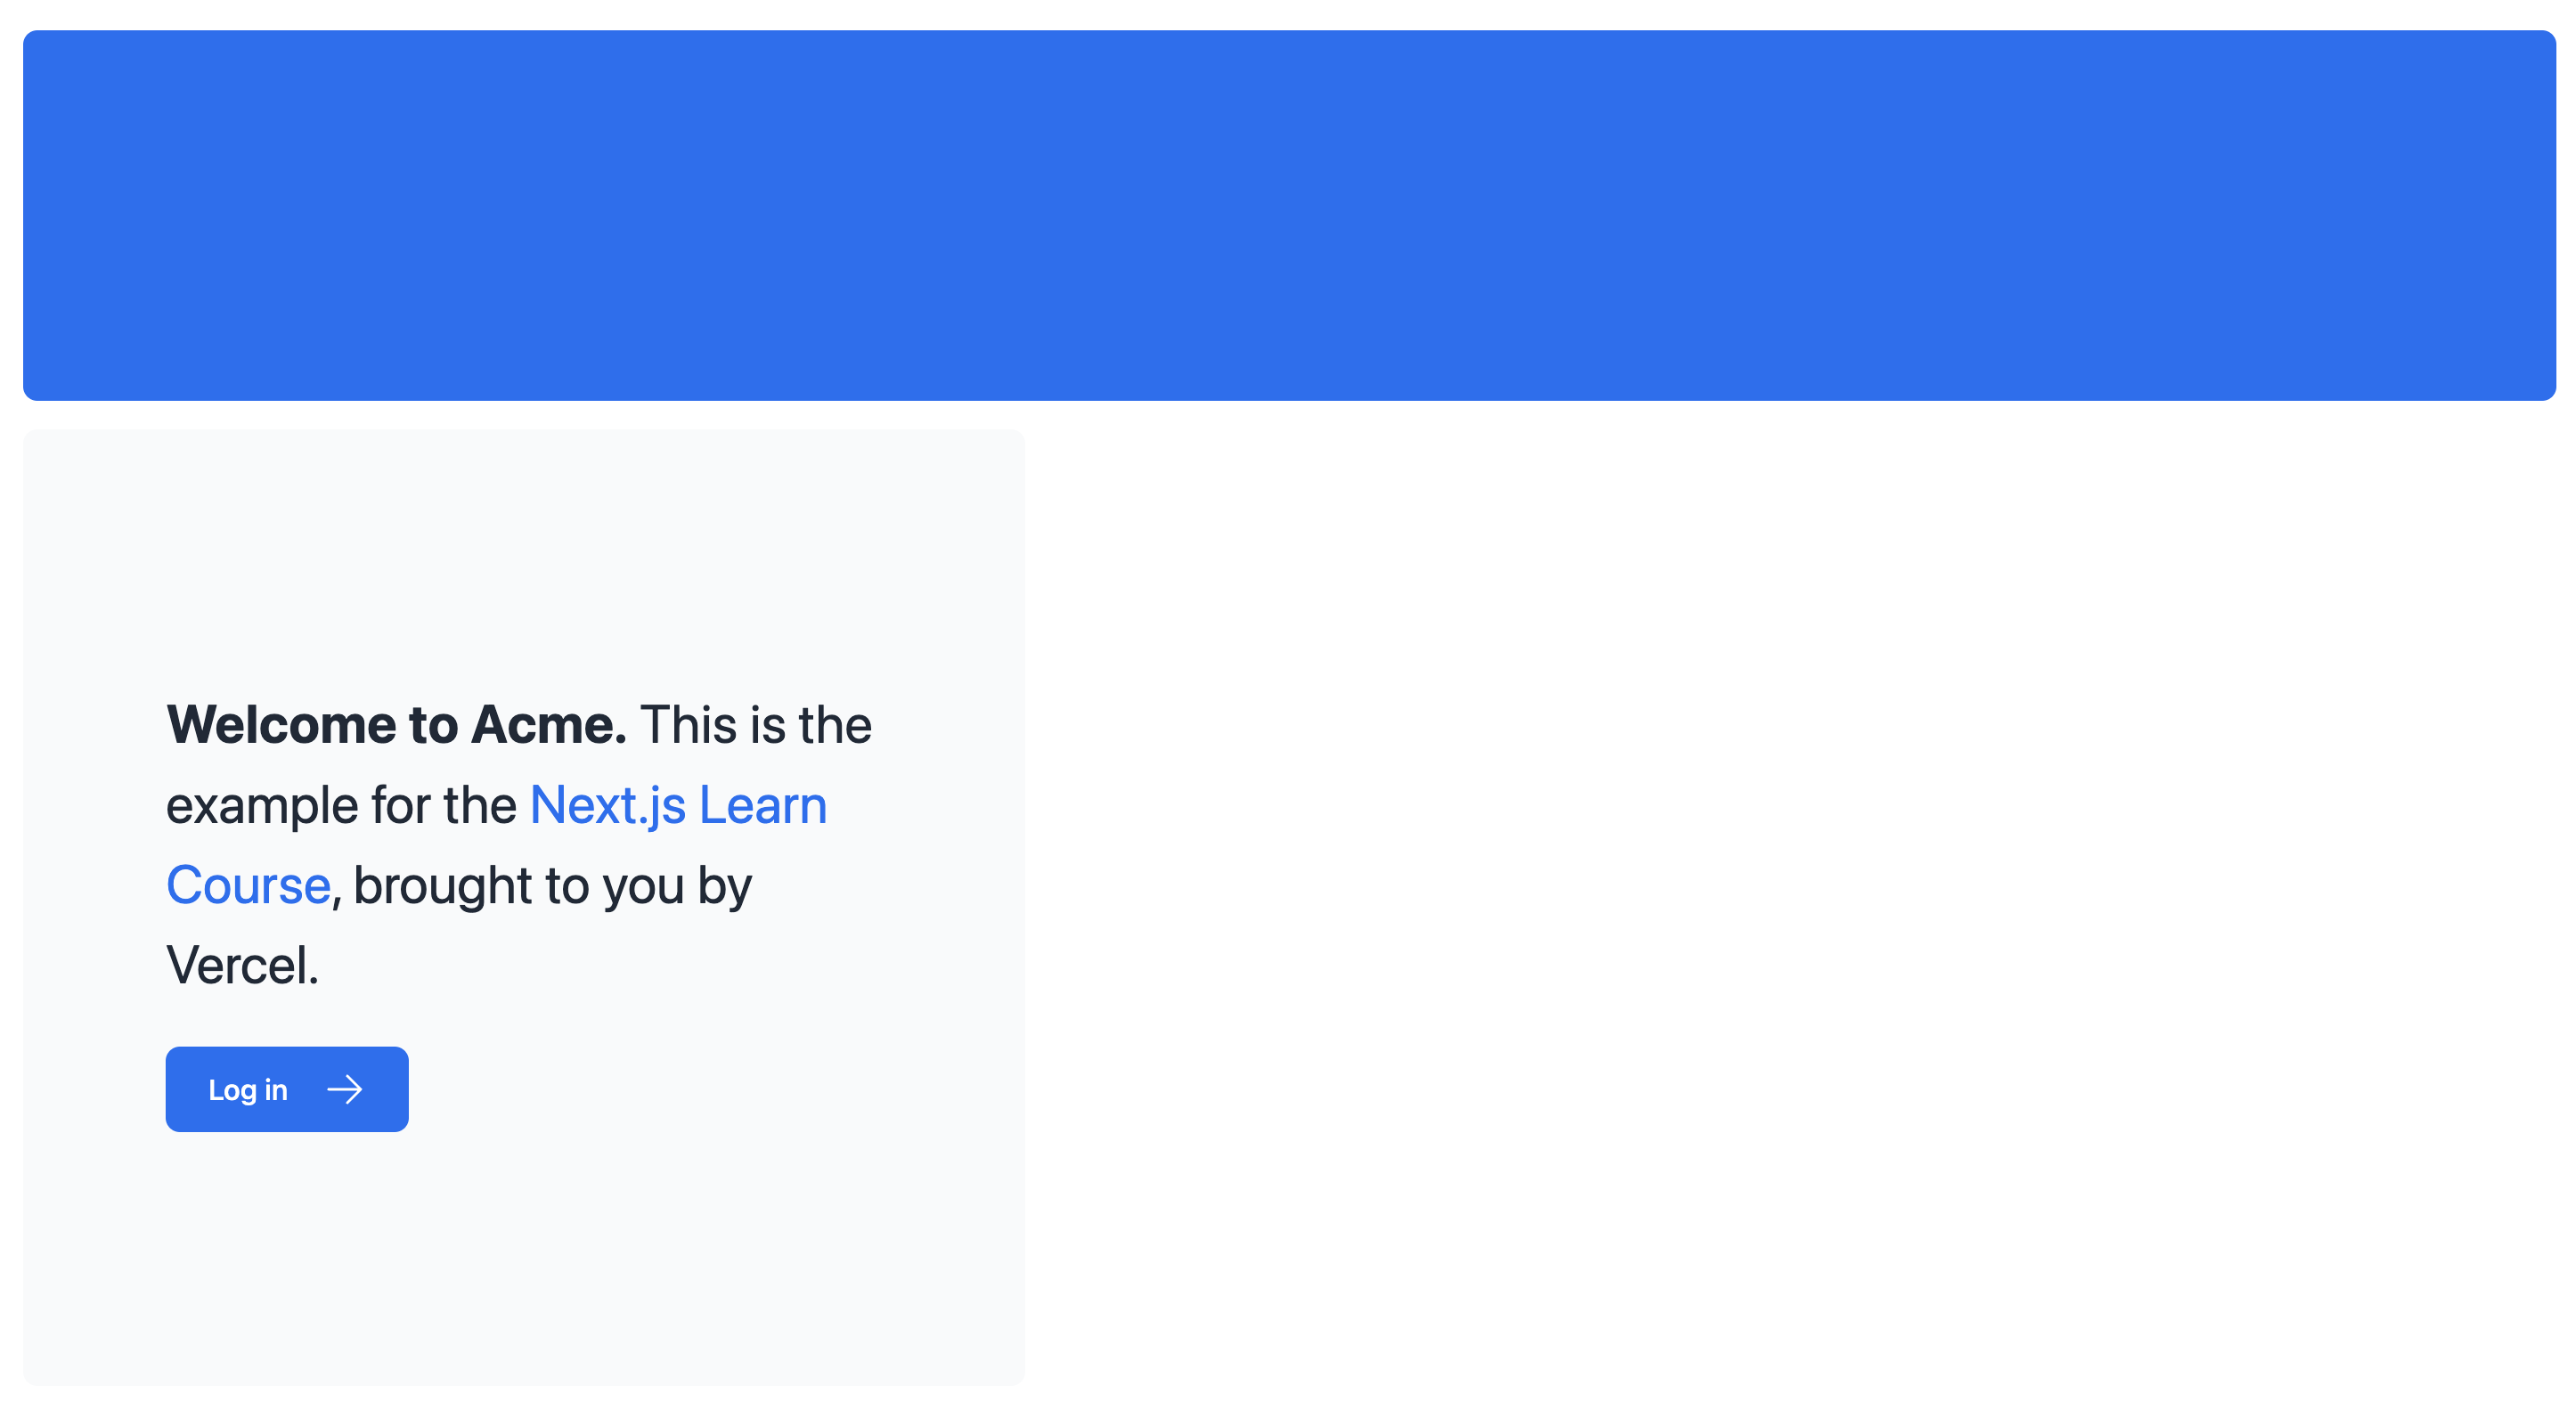 Welcome to Acme. This is the
example for the Next.js Learn
Course, brought to you by
Vercel.
Log in